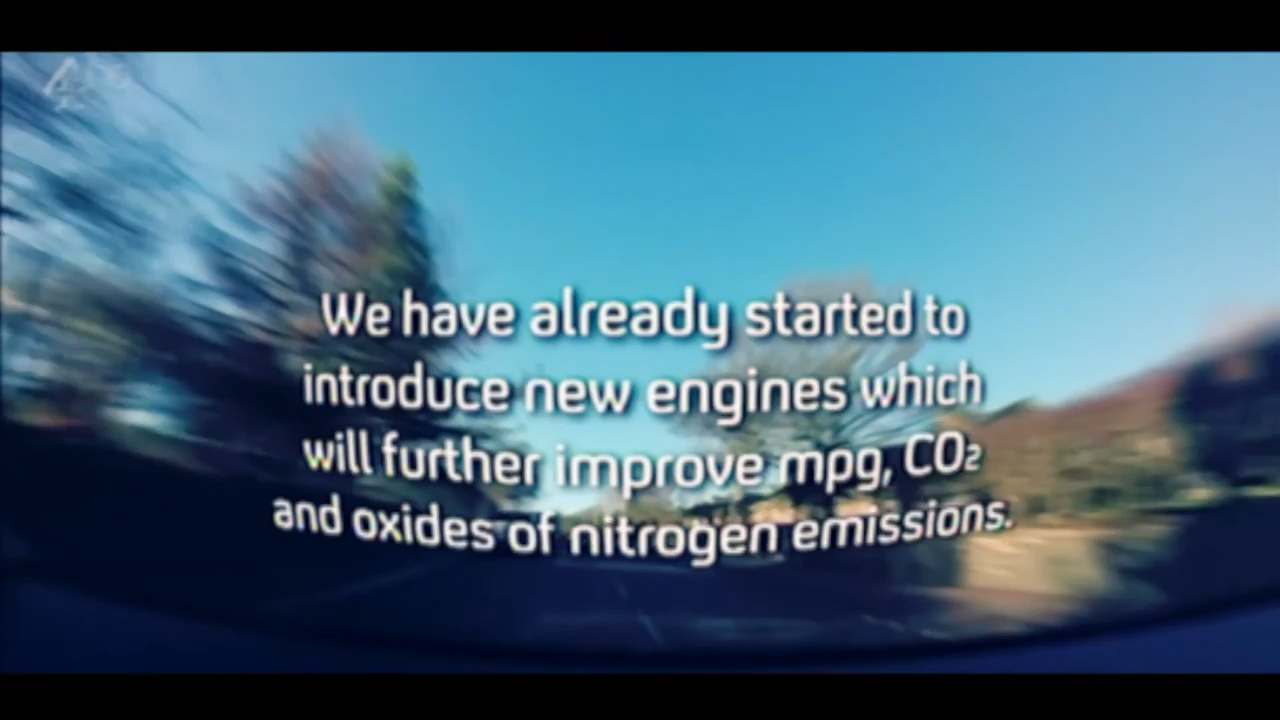 We have already started to
introduce new engines which
will further improve mpg, CO₂
and oxides of nitrogen emissions.